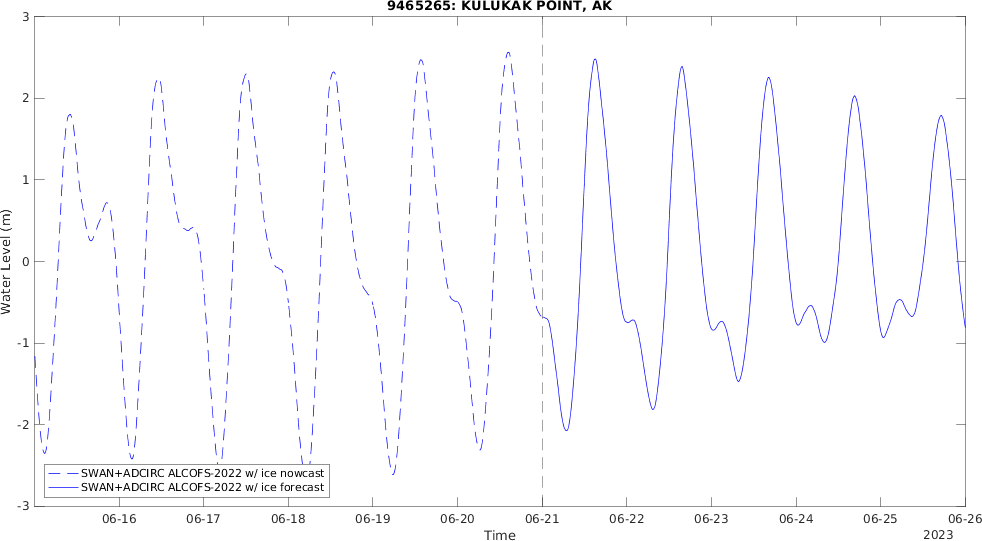 9465265: KULUKAK POINT, AK
Water Level (m)
3
2
1
0
-1
-2
-3
SWAN+ADCIRC ALCOFS-2022 w/ ice nowcast
SWAN+ADCIRC ALCOFS-2022 w/ ice forecast
06-16 06-17 06-18 06-19 06-20 06-21 06-22 06-23 06-24 06-25 06-26
Time
2023